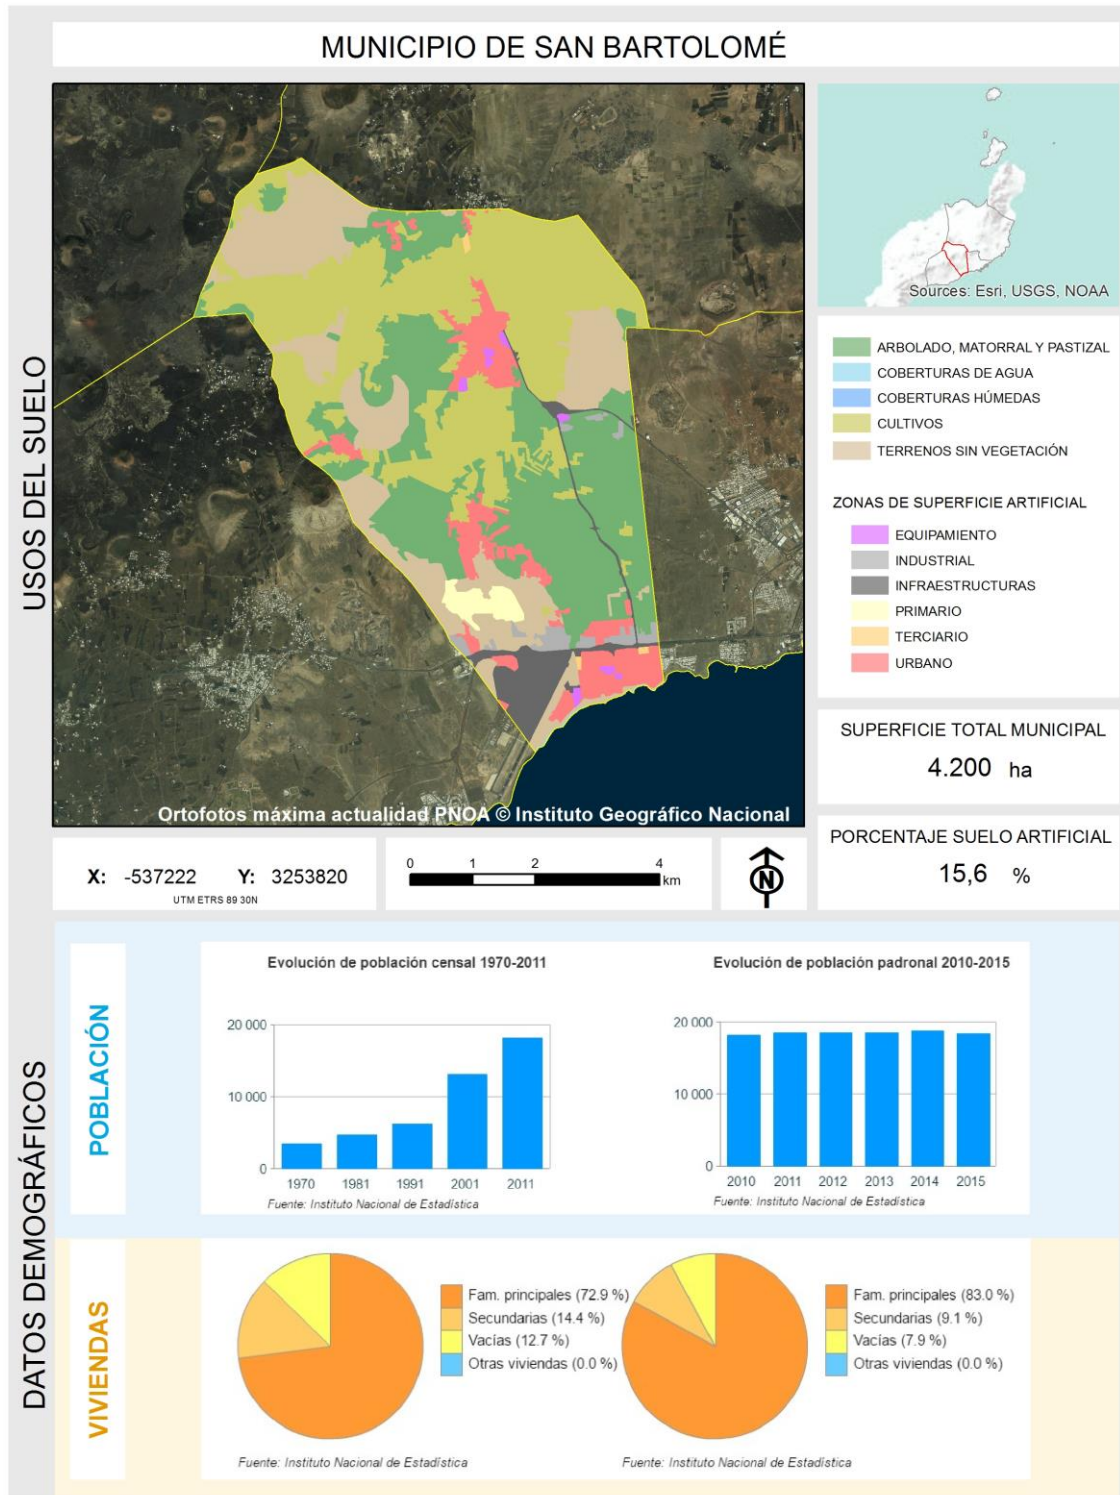 MUNICIPIO DE SAN BARTOLOMÉ
USOS DEL SUELO
Ortofotos máxima actualidad PNOA © Instituto Geográfico Nacional
Sources: Esri, USGS, NOAA
ARBOLADO, MATORRAL Y PASTIZAL
COBERTURAS DE AGUA
COBERTURAS HÚMEDAS
CULTIVOS
TERRENOS SIN VEGETACIÓN
ZONAS DE SUPERFICIE ARTIFICIAL
EQUIPAMIENTO
INDUSTRIAL
INFRAESTRUCTURAS
PRIMARIO
TERCIARIO
URBANO
SUPERFICIE TOTAL MUNICIPAL
4.200 ha
PORCENTAJE SUELO ARTIFICIAL
15,6 %
X: -537222 Y: 3253820
UTM ETRS 89 30N
0 1 2 4
km
N
DATOS DEMOGRÁFICOS
POBLACIÓN
Evolución de población censal 1970-2011
20 000
10 000
0
1970 1981 1991 2001 2011
Fuente: Instituto Nacional de Estadística
Evolución de población padronal 2010-2015
20 000
10 000
0
2010 2011 2012 2013 2014 2015
Fuente: Instituto Nacional de Estadística
VIVIENDAS
Fam. principales (72.9 %)
Secundarias (14.4 %)
Vacías (12.7 %)
Otras viviendas (0.0 %)
Fuente: Instituto Nacional de Estadística
Fam. principales (83.0 %)
Secundarias (9.1 %)
Vacías (7.9 %)
Otras viviendas (0.0 %)
Fuente: Instituto Nacional de Estadística